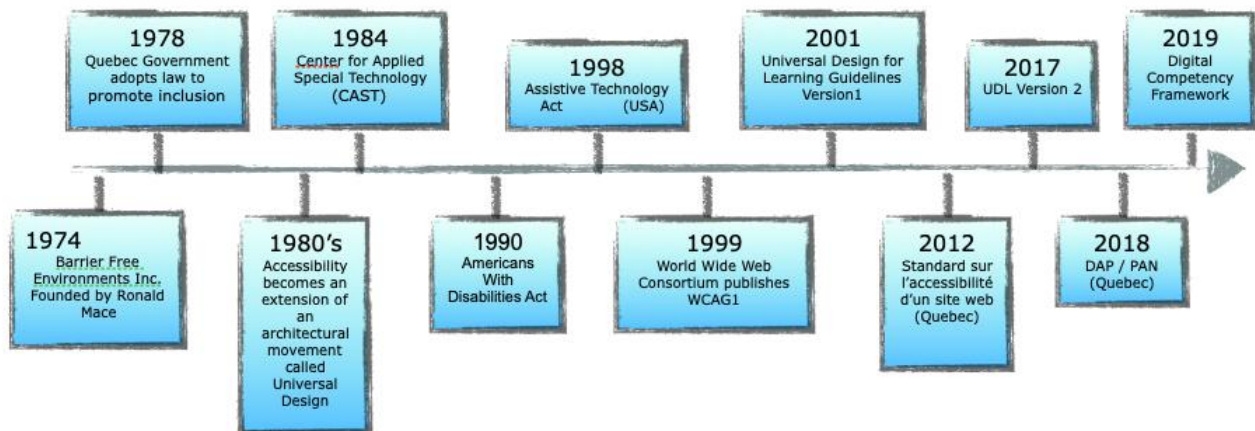 1978
Quebec Government
adopts law to
promote inclusion
1984
Center for Applied
Special Technology
(CAST)
1998
Assistive Technology
Act (USA)
2001
Universal Design for
Learning Guidelines
Version1
2017
UDL Version 2
2019
Digital
Competency
Framework
1974
Barrier Free
Environments Inc.
Founded by Ronald
Mace
1980’s
Accessibility
becomes an
extension of
an
architectural
movement
called
Universal
Design
1990
Americans
With
Disabilities Act
1999
World Wide Web
Consortium publishes
WCAG1
2012
Standard sur
l’accessibilité
d’un site web
(Quebec)
2018
DAP / PAN
(Quebec)